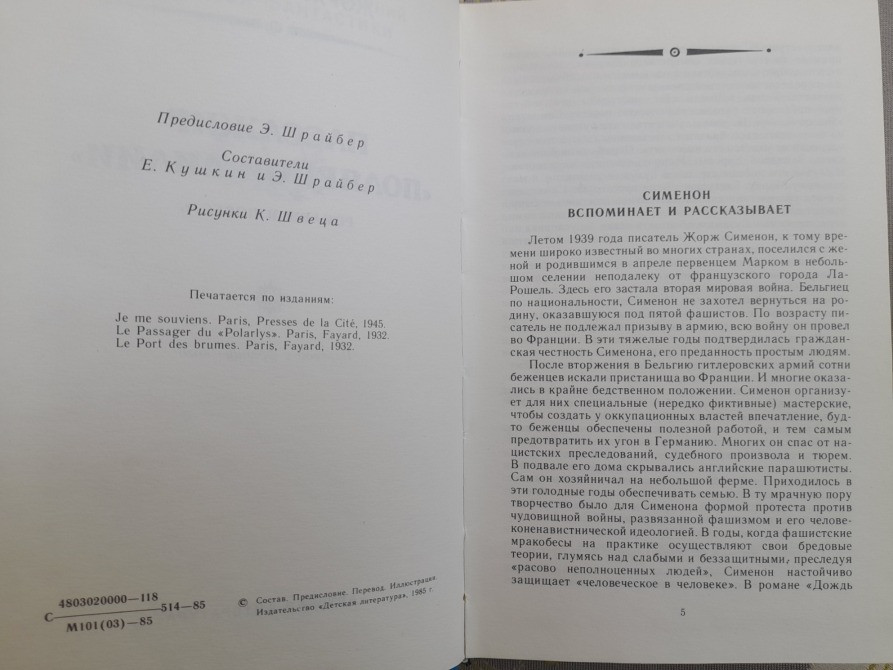 Предисловие Э. Шрайбер
Составители
Е. Кушкин и Э. Шрайбер
Рисунки К. Швеца
Печатается по изданиям:
Je me souviens. Paris, Presses de la Cité, 1945.
Le Passager du «Polarlys». Paris, Fayard, 1932.
Le Port des brumes. Paris, Fayard, 1932.
С 4803020000—118 514—85
М101(03)—85
© Состав. Предисловие. Перевод. Иллюстрации.
Издательство «Детская литература», 1985 г.
СИМЕНОН
ВСПОМИНАЕТ И РАССКАЗЫВАЕТ
Летом 1939 года писатель Жорж Сименон, к тому вре-
мени широко известный во многих странах, поселился с же-
ной и родившимся в апреле первенцем Марком в неболь-
шом селении неподалеку от французского города Ла-
Рошель. Здесь его застала вторая мировая война. Бельгиец
по национальности, Сименон не захотел вернуться на ро-
дину, оказавшуюся под пятой фашистов. По возрасту пи-
сатель не подлежал призыву в армию, всю войну он провел
во Франции. В эти тяжелые годы подтвердилась граждан-
ская честность Сименона, его преданность простым людям.
После вторжения в Бельгию гитлеровских армий сотни
беженцев искали пристанища во Франции. И многие оказа-
лись в крайне бедственном положении. Сименон организу-
ет для них специальные (нередко фиктивные) мастерские,
чтобы создать у оккупационных властей впечатление, буд-
то беженцы обеспечены полезной работой, и тем самым
предотвратить их угон в Германию. Многих он спас от на-
цистских преследований, судебного произвола и тюрем.
В подвале его дома скрывались английские парашютисты.
Сам он хозяйничал на небольшой ферме. Приходилось в
эти голодные годы обеспечивать семью. В ту мрачную пору
творчество было для Сименона формой протеста против
чудовищной войны, развязанной фашизмом и его человеко-
коненавистнической идеологией. В годы, когда фашистские
мракобесы на практике осуществляют свои бредовые
теории, глумясь над слабыми и беззащитными, преследуя
«расово неполноценных людей», Сименон настойчиво
защищает «человеческое в человеке». В романе «Дождь
5